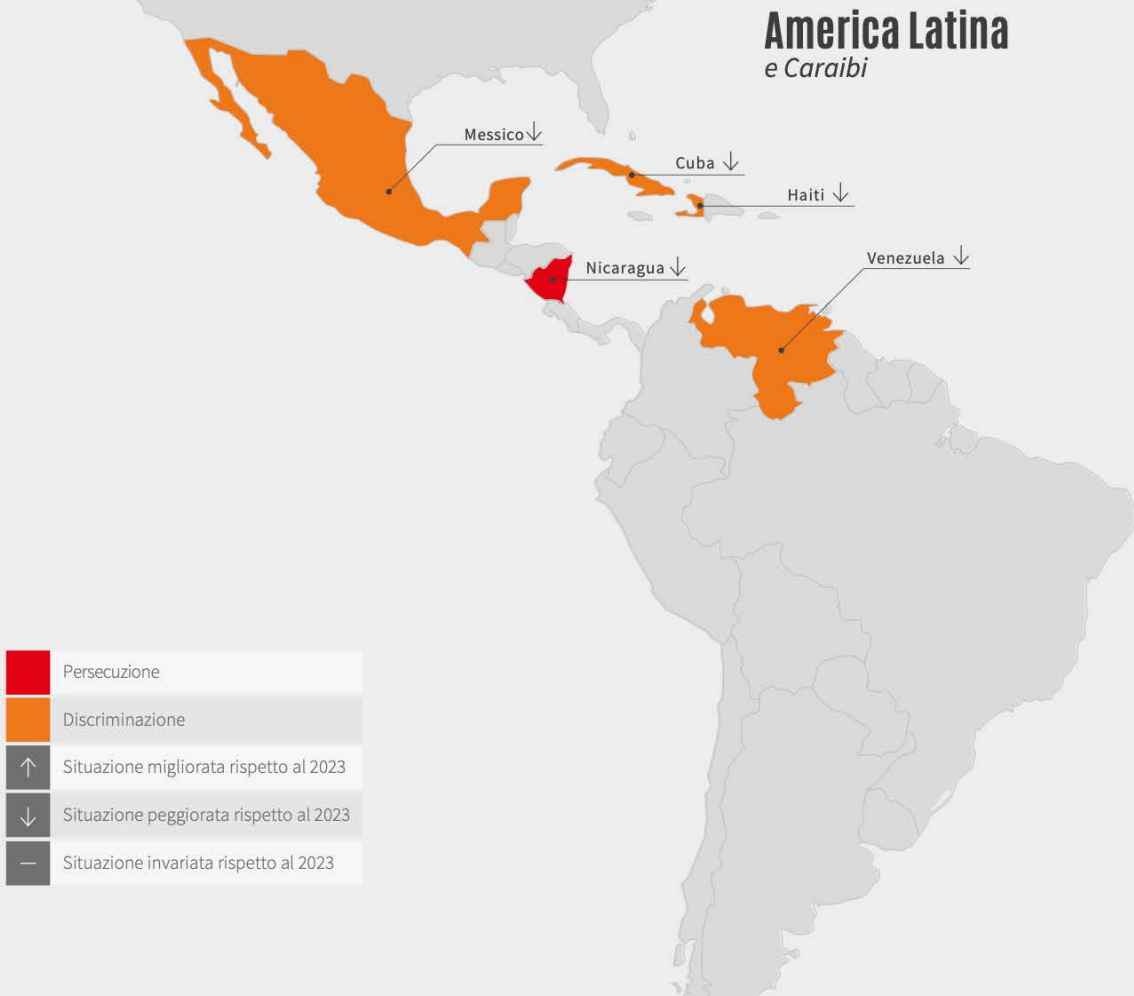 America Latina
e Caraibi
Messico ↓
Cuba ↓
Haiti ↓
Nicaragua ↓
Venezuela ↓
Persecuzione
Discriminazione
↑ Situazione migliorata rispetto al 2023
↓ Situazione peggiorata rispetto al 2023
– Situazione invariata rispetto al 2023